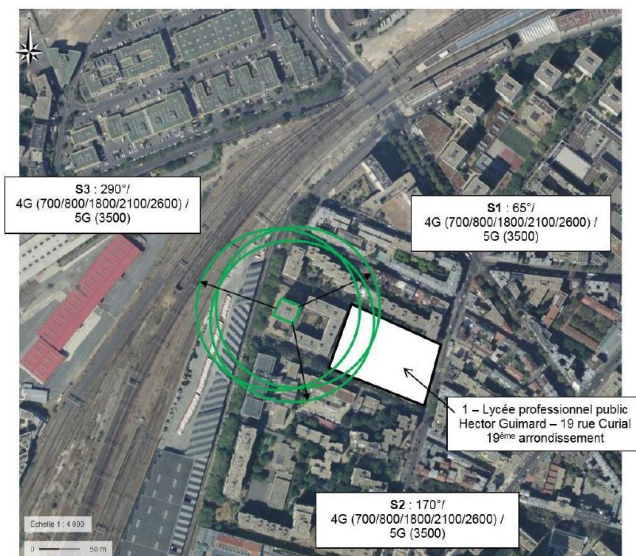 S3 : 290°/
4G (700/800/1800/2100/2600) /
5G (3500)
S1 : 65°/
4G (700/800/1800/2100/2600) /
5G (3500)
1 – Lycée professionnel public
Hector Guimard – 19 rue Curial
19ème arrondissement
S2 : 170°/
4G (700/800/1800/2100/2600) /
5G (3500)
Échelle 1 : 4 000
0 50 m